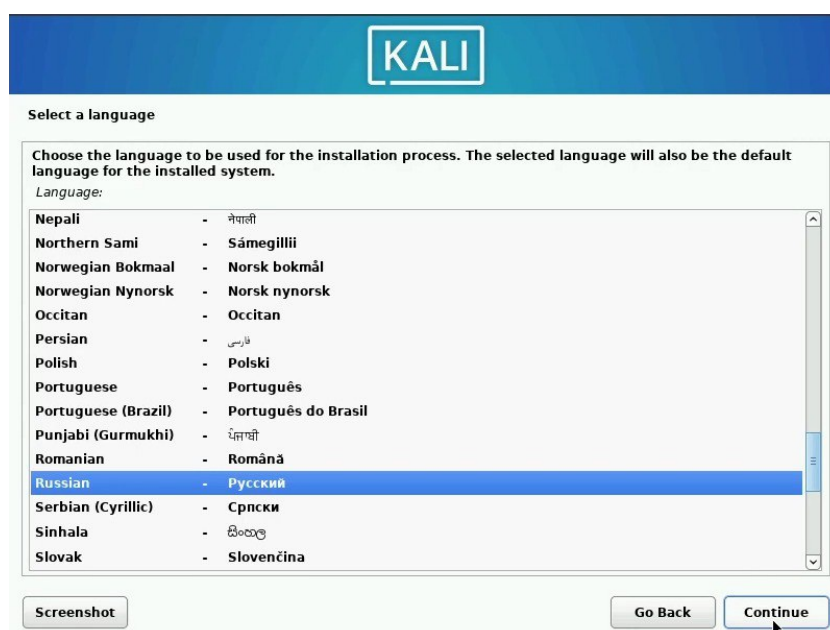 KALI
Select a language
Choose the language to be used for the installation process. The selected language will also be the default
language for the installed system.
Language:
Nepali - नेपाली
Northern Sami - Sámegillii
Norwegian Bokmaal - Norsk bokmål
Norwegian Nynorsk - Norsk nynorsk
Occitan - Occitan
Persian - فارسی
Polish - Polski
Portuguese - Português
Portuguese (Brazil) - Português do Brasil
Punjabi (Gurmukhi) - ਪੰਜਾਬੀ
Romanian - Română
Russian - Русский
Serbian (Cyrillic) - Српски
Sinhala - සිංහල
Slovak - Slovenčina
Screenshot Go Back Continue